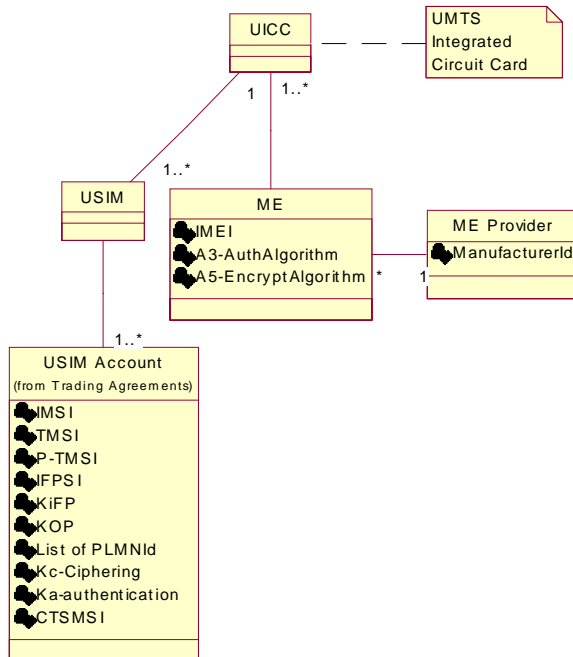 UICC
UMTS
Integrated
Circuit Card
1
1..*
1..*
USIM
ME
IMEI
A3-AuthAlgorithm
A5-EncryptAlgorithm
*
1
ME Provider
ManufacturerId
1..*
USIM Account
(from Trading Agreements)
IMSI
TMSI
P-TMSI
IFPSI
KiFP
KOP
List of PLMNId
Kc-Ciphering
Ka-authentication
CTSMSI